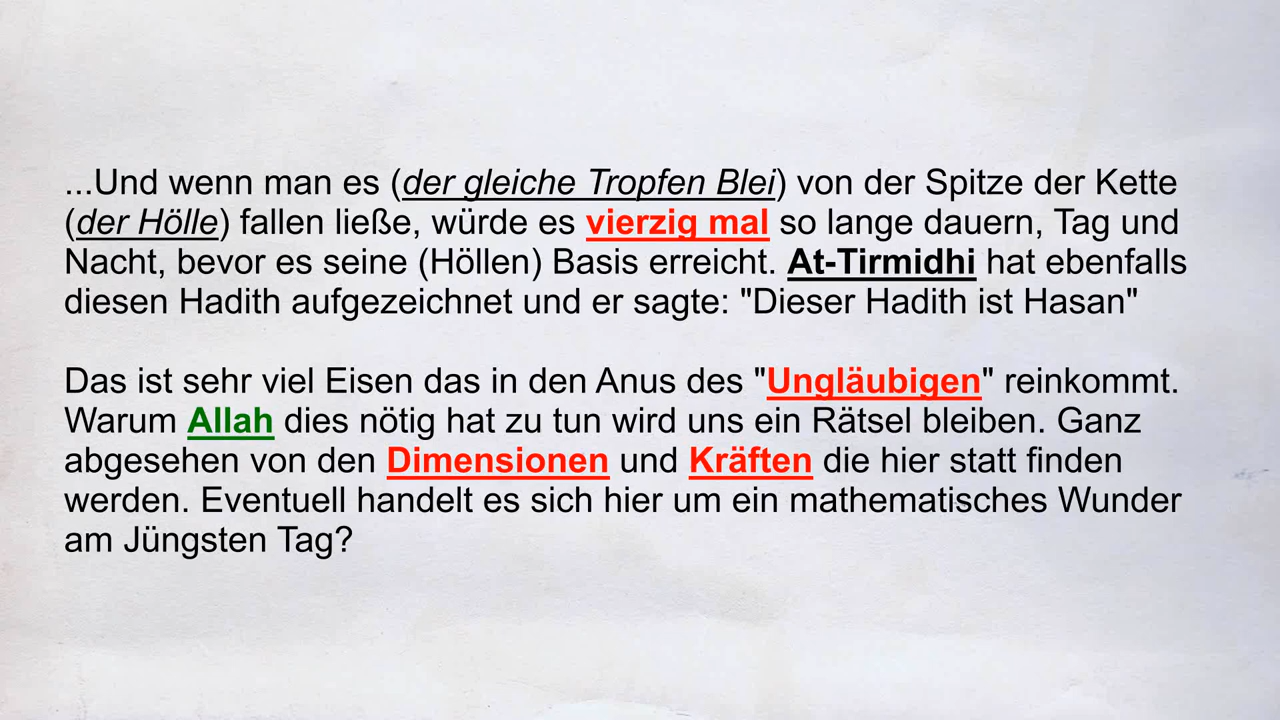 ...Und wenn man es (der gleiche Tropfen Blei) von der Spitze der Kette
(der Hölle) fallen ließe, würde es vierzig mal so lange dauern, Tag und
Nacht, bevor es seine (Höllen) Basis erreicht. At-Tirmidhi hat ebenfalls
diesen Hadith aufgezeichnet und er sagte: "Dieser Hadith ist Hasan"
Das ist sehr viel Eisen das in den Anus des "Ungläubigen" reinkommt.
Warum Allah dies nötig hat zu tun wird uns ein Rätsel bleiben. Ganz
abgesehen von den Dimensionen und Kräften die hier statt finden
werden. Eventuell handelt es sich hier um ein mathematisches Wunder
am Jüngsten Tag?